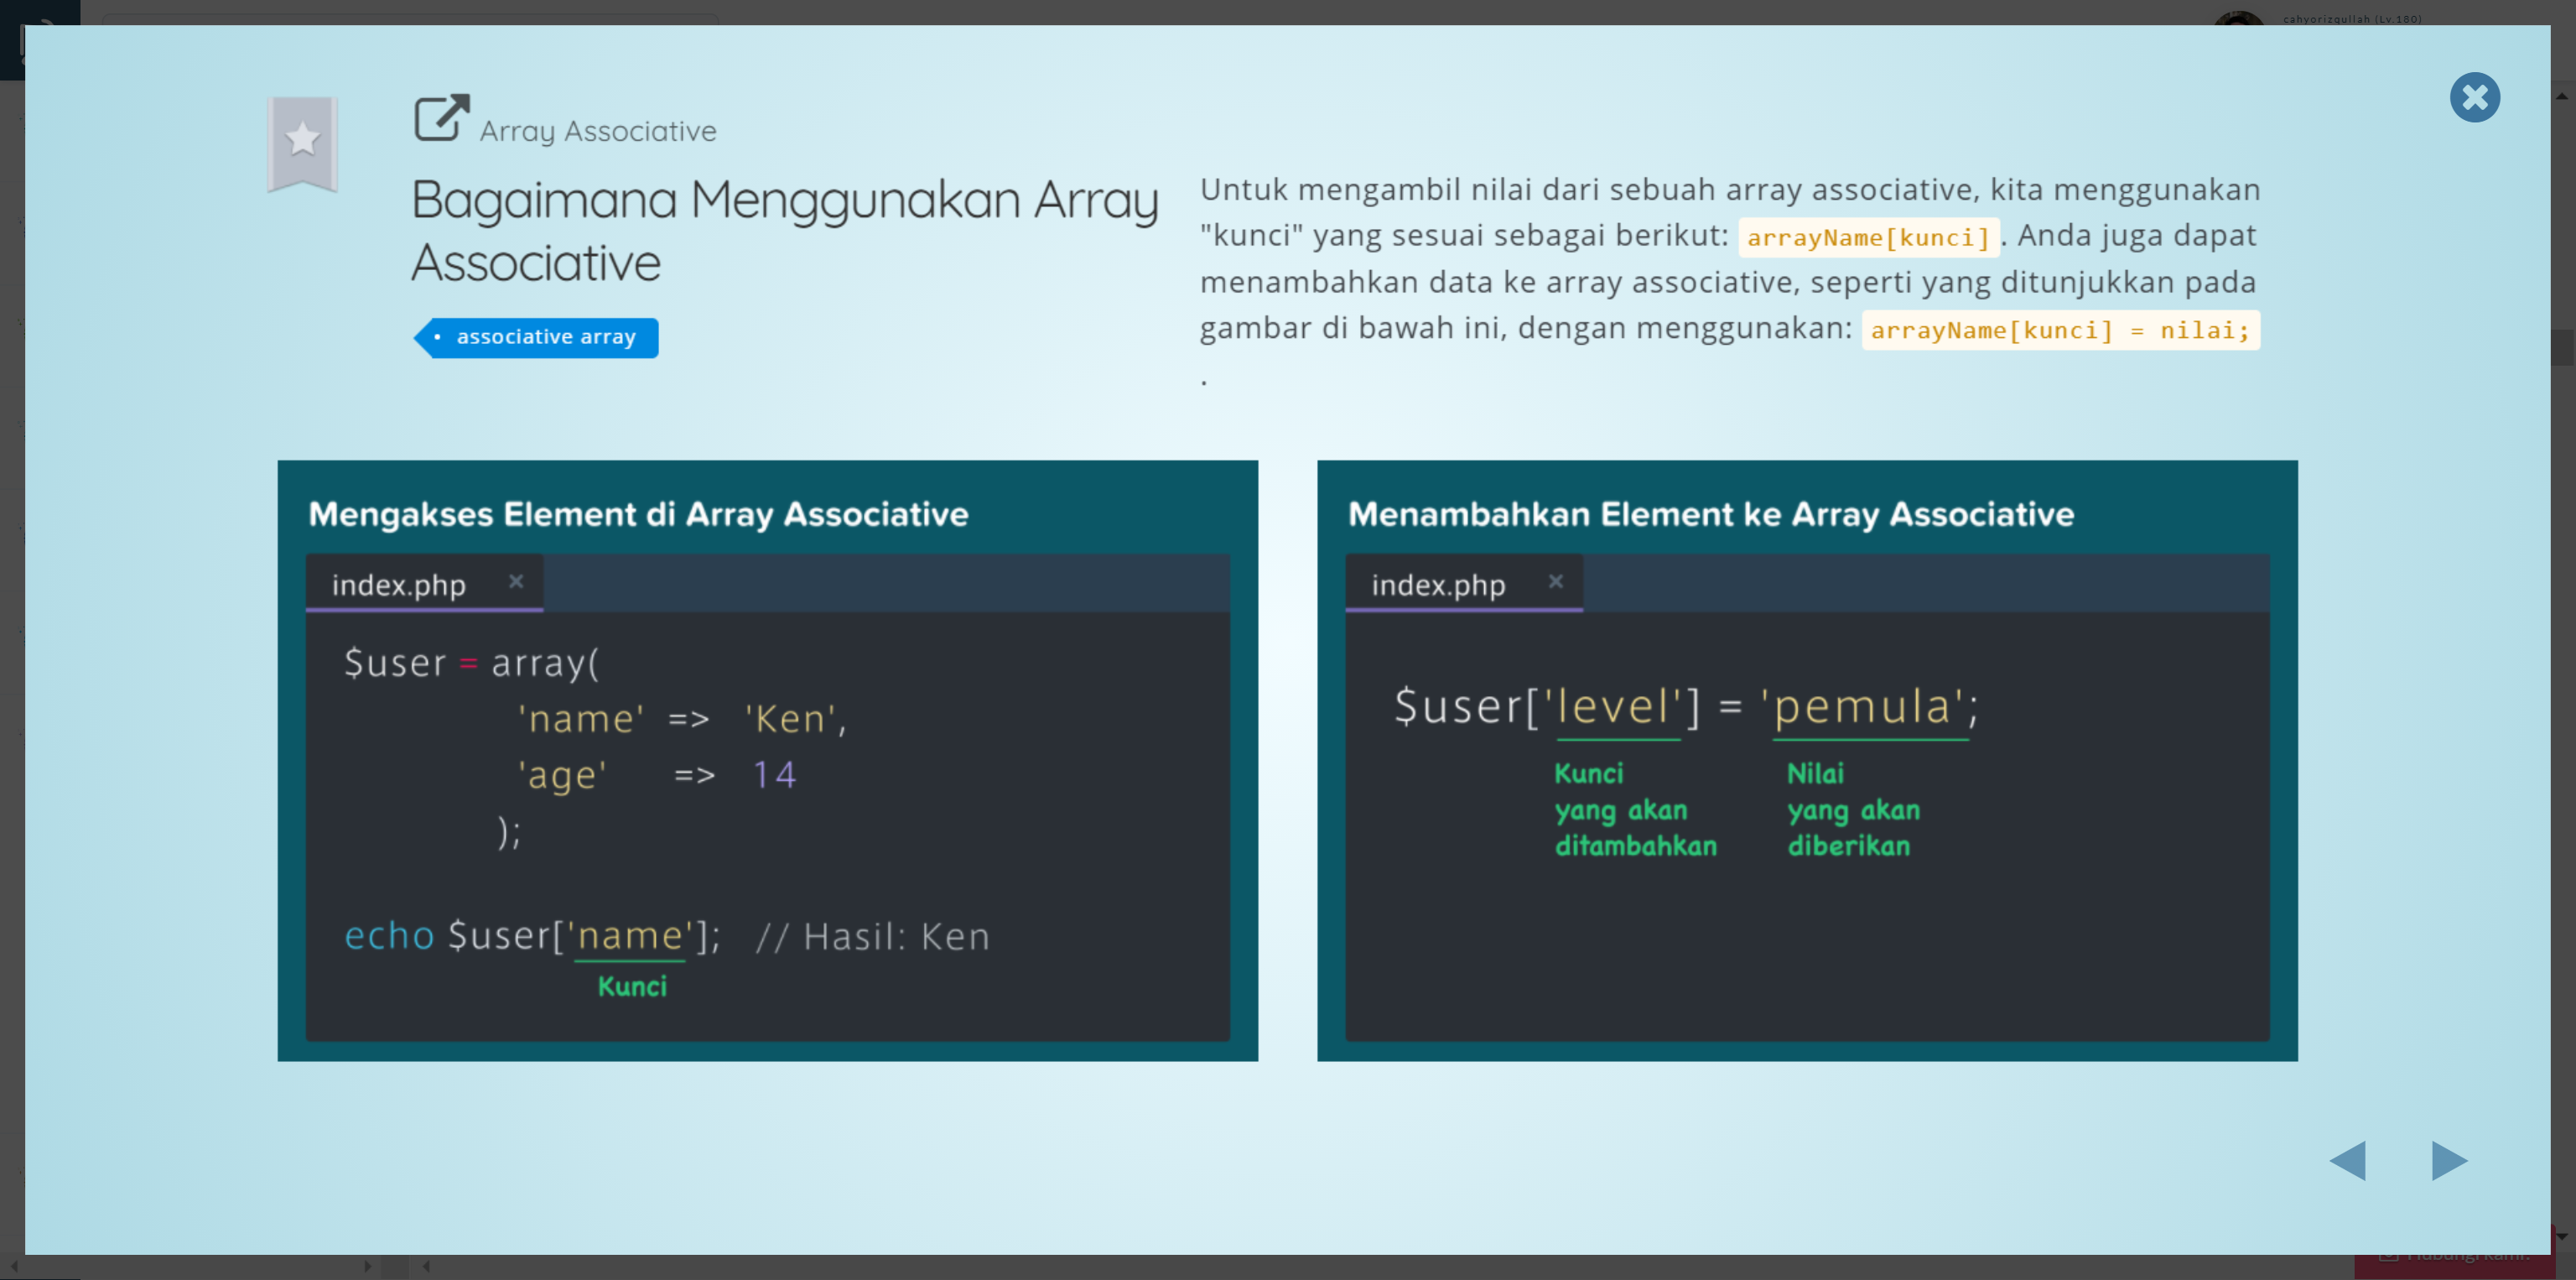 cahyorizqullah (Lv.180)
Array Associative
Bagaimana Menggunakan Array
Associative
• associative array
Untuk mengambil nilai dari sebuah array associative, kita menggunakan
"kunci" yang sesuai sebagai berikut: arrayName[kunci] . Anda juga dapat
menambahkan data ke array associative, seperti yang ditunjukkan pada
gambar di bawah ini, dengan menggunakan: arrayName[kunci] = nilai;
.
Mengakses Element di Array Associative
index.php ×
$user = array(
'name' => 'Ken',
'age' => 14
);
echo $user['name']; // Hasil: Ken
Kunci
Menambahkan Element ke Array Associative
index.php ×
$user['level'] = 'pemula';
Kunci
yang akan
ditambahkan
Nilai
yang akan
diberikan